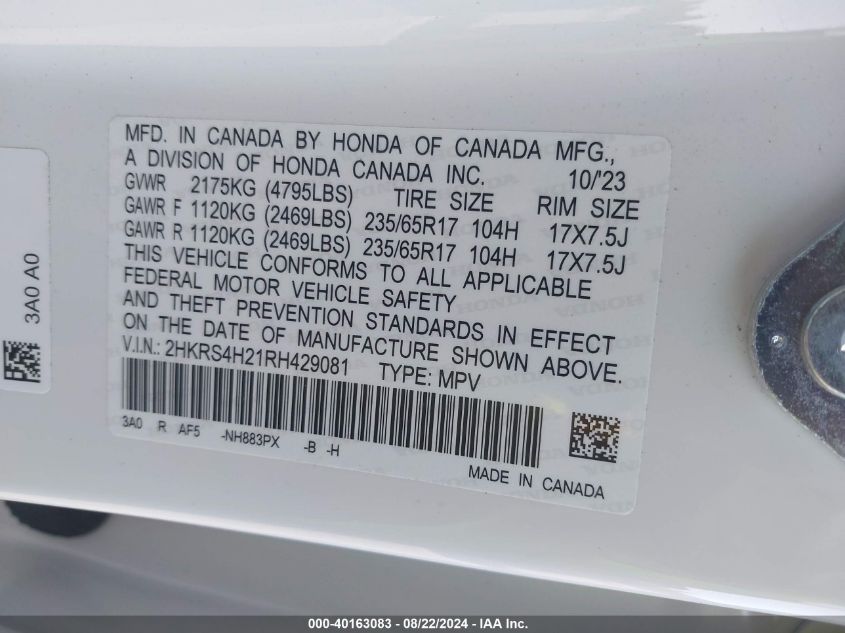 MFD. IN CANADA BY HONDA OF CANADA MFG.,
A DIVISION OF HONDA CANADA INC. 10/'23
GVWR 2175KG (4795LBS) TIRE SIZE RIM SIZE
GAWR F 1120KG (2469LBS) 235/65R17 104H 17X7.5J
GAWR R 1120KG (2469LBS) 235/65R17 104H 17X7.5J
THIS VEHICLE CONFORMS TO ALL APPLICABLE
FEDERAL MOTOR VEHICLE SAFETY
AND THEFT PREVENTION STANDARDS IN EFFECT
ON THE DATE OF MANUFACTURE SHOWN ABOVE.
V.I.N.: 2HKRS4H21RH429081 TYPE: MPV
3A0 R AF5 -NH883PX -B -H
MADE IN CANADA
3A0 A0
000-40163083 - 08/22/2024 - IAA Inc.